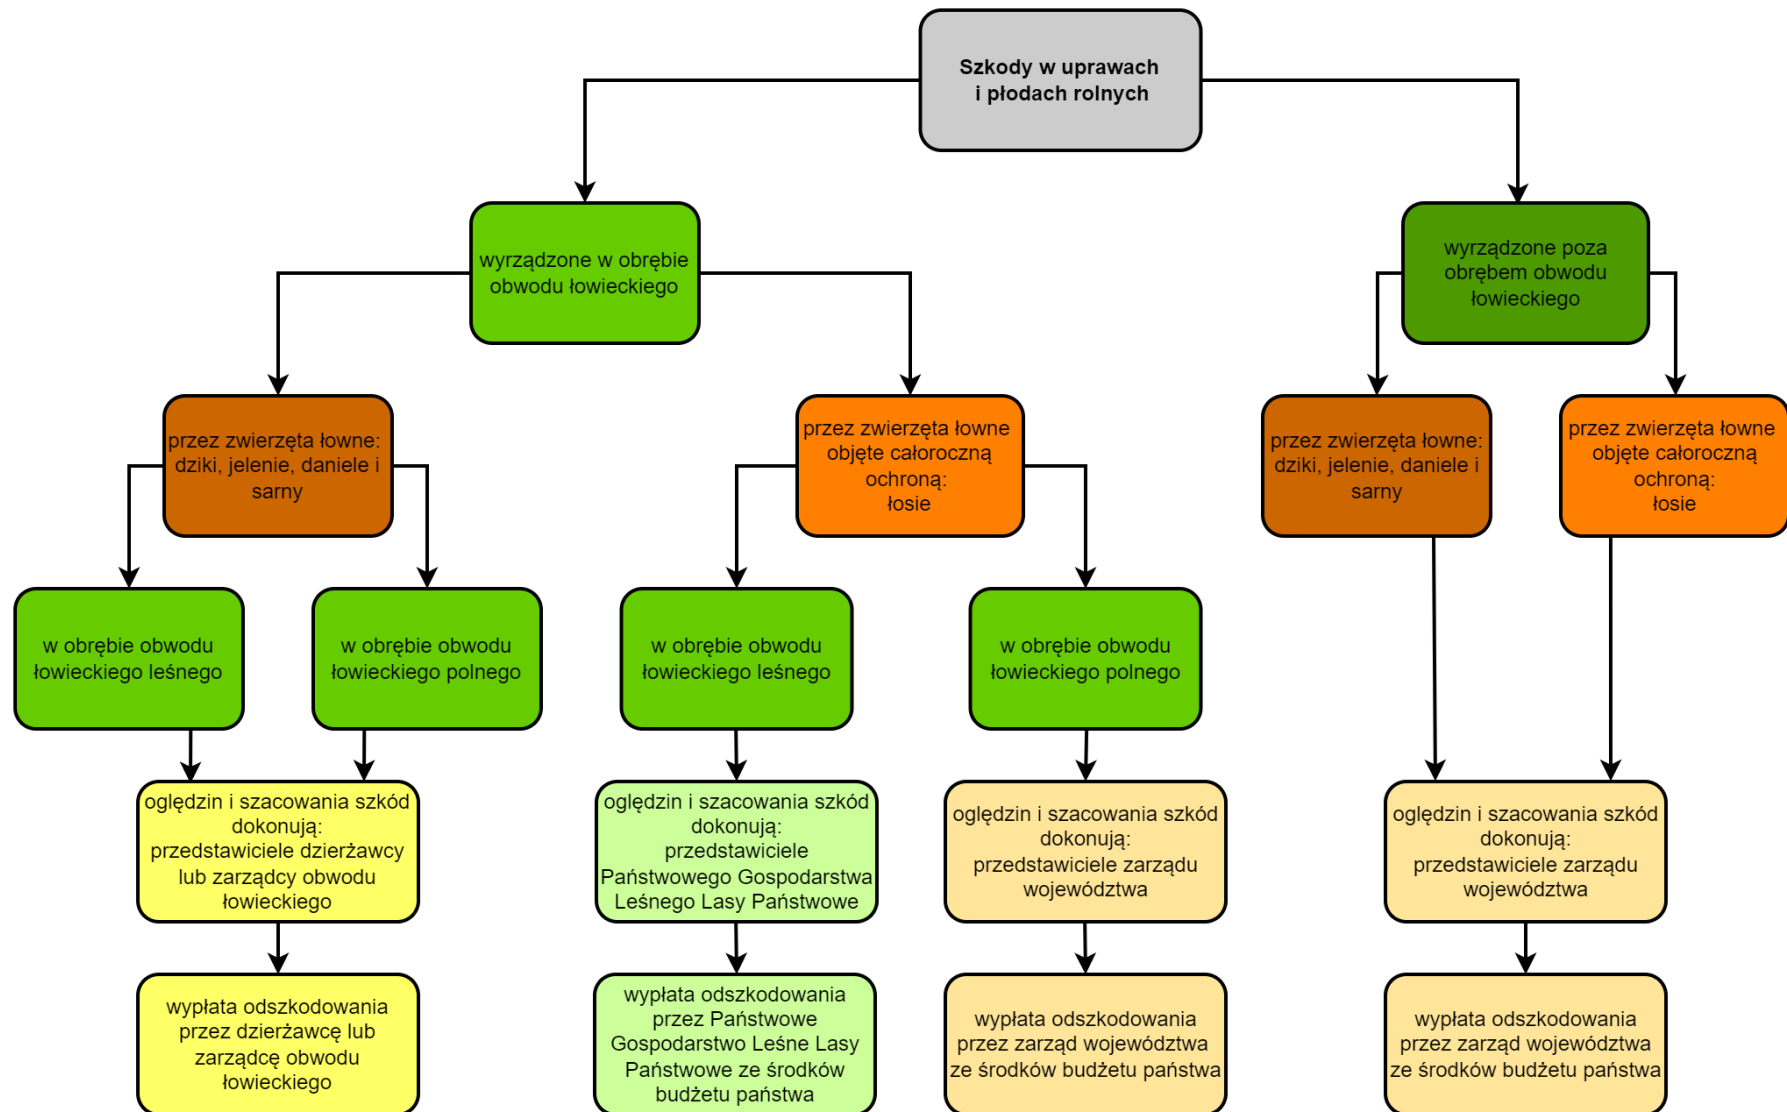 Szkody w uprawach
i płodach rolnych
wyrządzone w obrębie
obwodu łowieckiego
wyrządzone poza
obrębem obwodu
łowieckiego
przez zwierzęta łowne:
dziki, jelenie, daniele i
sarny
przez zwierzęta łowne
objęte całoroczną
ochroną:
łosie
przez zwierzęta łowne:
dziki, jelenie, daniele i
sarny
przez zwierzęta łowne
objęte całoroczną
ochroną:
łosie
w obrębie obwodu
łowieckiego leśnego
w obrębie obwodu
łowieckiego polnego
w obrębie obwodu
łowieckiego leśnego
w obrębie obwodu
łowieckiego polnego
oględzin i szacowania szkód
dokonują:
przedstawiciele dzierżawcy
lub zarządcy obwodu
łowieckiego
oględzin i szacowania szkód
dokonują:
przedstawiciele
Państwowego Gospodarstwa
Leśnego Lasy Państwowe
oględzin i szacowania szkód
dokonują:
przedstawiciele zarządu
województwa
oględzin i szacowania szkód
dokonują:
przedstawiciele zarządu
województwa
wypłata odszkodowania
przez dzierżawcę lub
zarządcę obwodu
łowieckiego
wypłata odszkodowania
przez Państwowe
Gospodarstwo Leśne Lasy
Państwowe ze środków
budżetu państwa
wypłata odszkodowania
przez zarząd województwa
ze środków budżetu państwa
wypłata odszkodowania
przez zarząd województwa
ze środków budżetu państwa